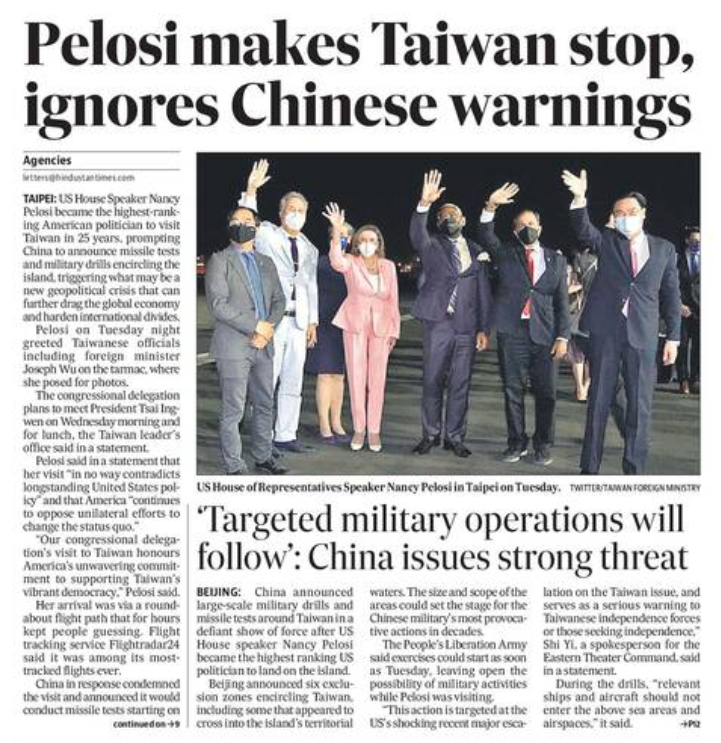 Pelosi makes Taiwan stop,
ignores Chinese warnings
Agencies
letters@hindustantimes.com
TAIPEI: US House Speaker Nancy
Pelosi became the highest-rank-
ing American politician to visit
Taiwan in 25 years, prompting
China to announce missile tests
and military drills encircling the
island, triggering what may be a
new geopolitical crisis that can
further drag the global economy
and harden international divides.
Pelosi on Tuesday night
greeted Taiwanese officials
including foreign minister
Joseph Wu on the tarmac, where
she posed for photos.
The congressional delegation
plans to meet President Tsai Ing-
wen on Wednesday morning and
for lunch, the Taiwan leader's
office said in a statement.
Pelosi said in a statement that
her visit "in no way contradicts
longstanding United States pol-
icy" and that America "continues
to oppose unilateral efforts to
change the status quo."
"Our congressional delega-
tion's visit to Taiwan honours
America's unwavering commit-
ment to supporting Taiwan's
vibrant democracy," Pelosi said.
Her arrival was via a round-
about flight path that for hours
kept people guessing. Flight
tracking service Flightradar24
said it was among its most-
tracked flights ever.
China in response condemned
the visit and announced it would
conduct missile tests starting on
continued on →9
US House of Representatives Speaker Nancy Pelosi in Taipei on Tuesday. TWITTER/TAIWAN FOREIGN MINISTRY
'Targeted military operations will
follow': China issues strong threat
BEIJING: China announced
large-scale military drills and
missile tests around Taiwan in a
defiant show of force after US
House speaker Nancy Pelosi
became the highest ranking US
politician to land on the island.
Beijing announced six exclu-
sion zones encircling Taiwan,
including some that appeared to
cross into the island's territorial
waters. The size and scope of the
areas could set the stage for the
Chinese military's most provoca-
tive actions in decades.
The People's Liberation Army
said exercises could start as soon
as Tuesday, leaving open the
possibility of military activities
while Pelosi was visiting.
"This action is targeted at the
US's shocking recent major esca-
lation on the Taiwan issue, and
serves as a serious warning to
Taiwanese independence forces
or those seeking independence,"
Shi Yi, a spokesperson for the
Eastern Theater Command, said
in a statement.
During the drills, "relevant
ships and aircraft should not
enter the above sea areas and
airspaces," it said.
→P12